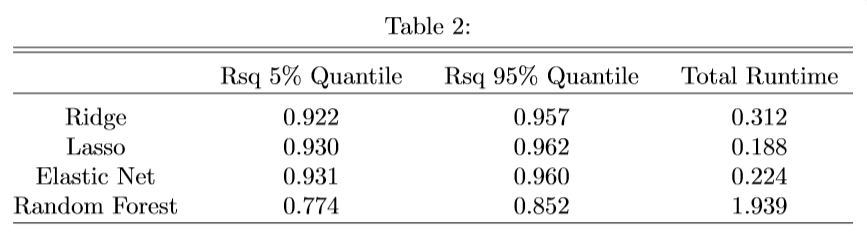 Table 2:
Rsq 5% Quantile Rsq 95% Quantile Total Runtime
Ridge 0.922 0.957 0.312
Lasso 0.930 0.962 0.188
Elastic Net 0.931 0.960 0.224
Random Forest 0.774 0.852 1.939